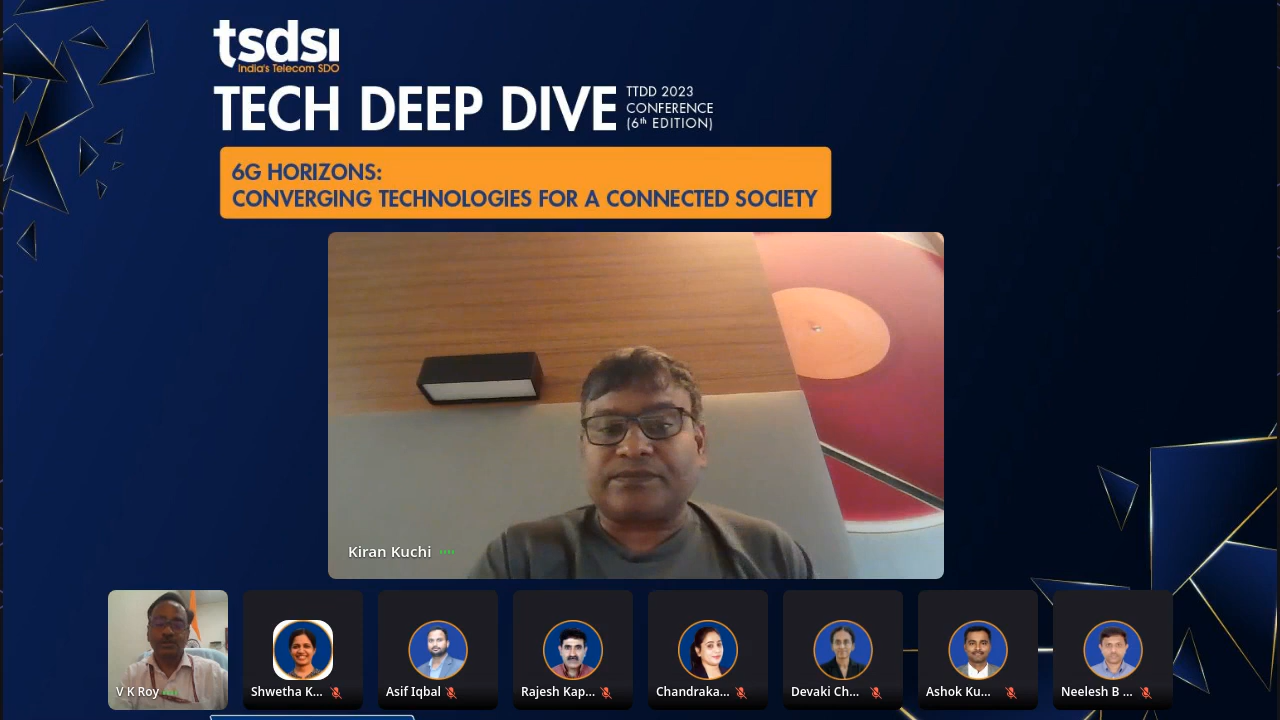 tsdsi
India's Telecom SDO
TECH DEEP DIVE
TTDD 2023
CONFERENCE
(6th EDITION)
6G HORIZONS:
CONVERGING TECHNOLOGIES FOR A CONNECTED SOCIETY
Kiran Kuchi
V K Roy
Shwetha K...
Asif Iqbal
Rajesh Kap...
Chandraka...
Devaki Ch...
Ashok Ku...
Neelesh B ...